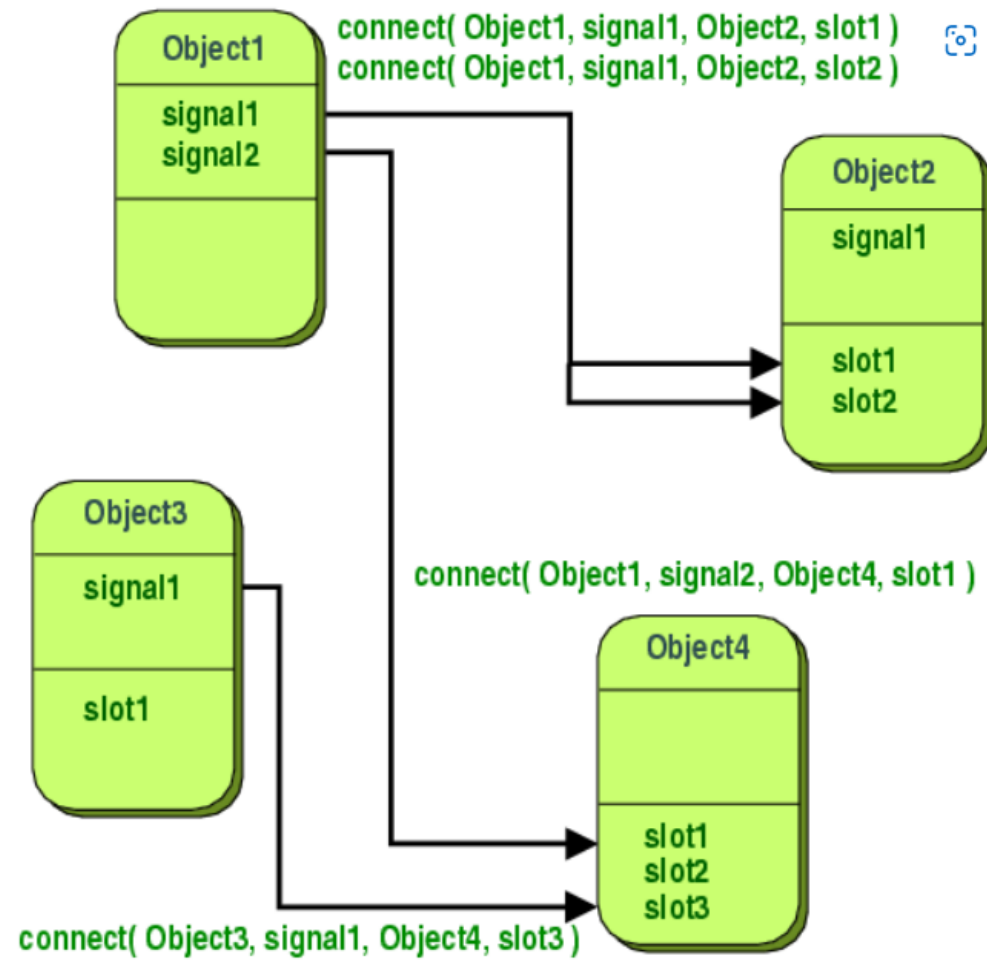 Object1
signal1
signal2
connect( Object1, signal1, Object2, slot1 )
connect( Object1, signal1, Object2, slot2 )
Object2
signal1
slot1
slot2
Object3
signal1
slot1
connect( Object1, signal2, Object4, slot1 )
Object4
slot1
slot2
slot3
connect( Object3, signal1, Object4, slot3 )